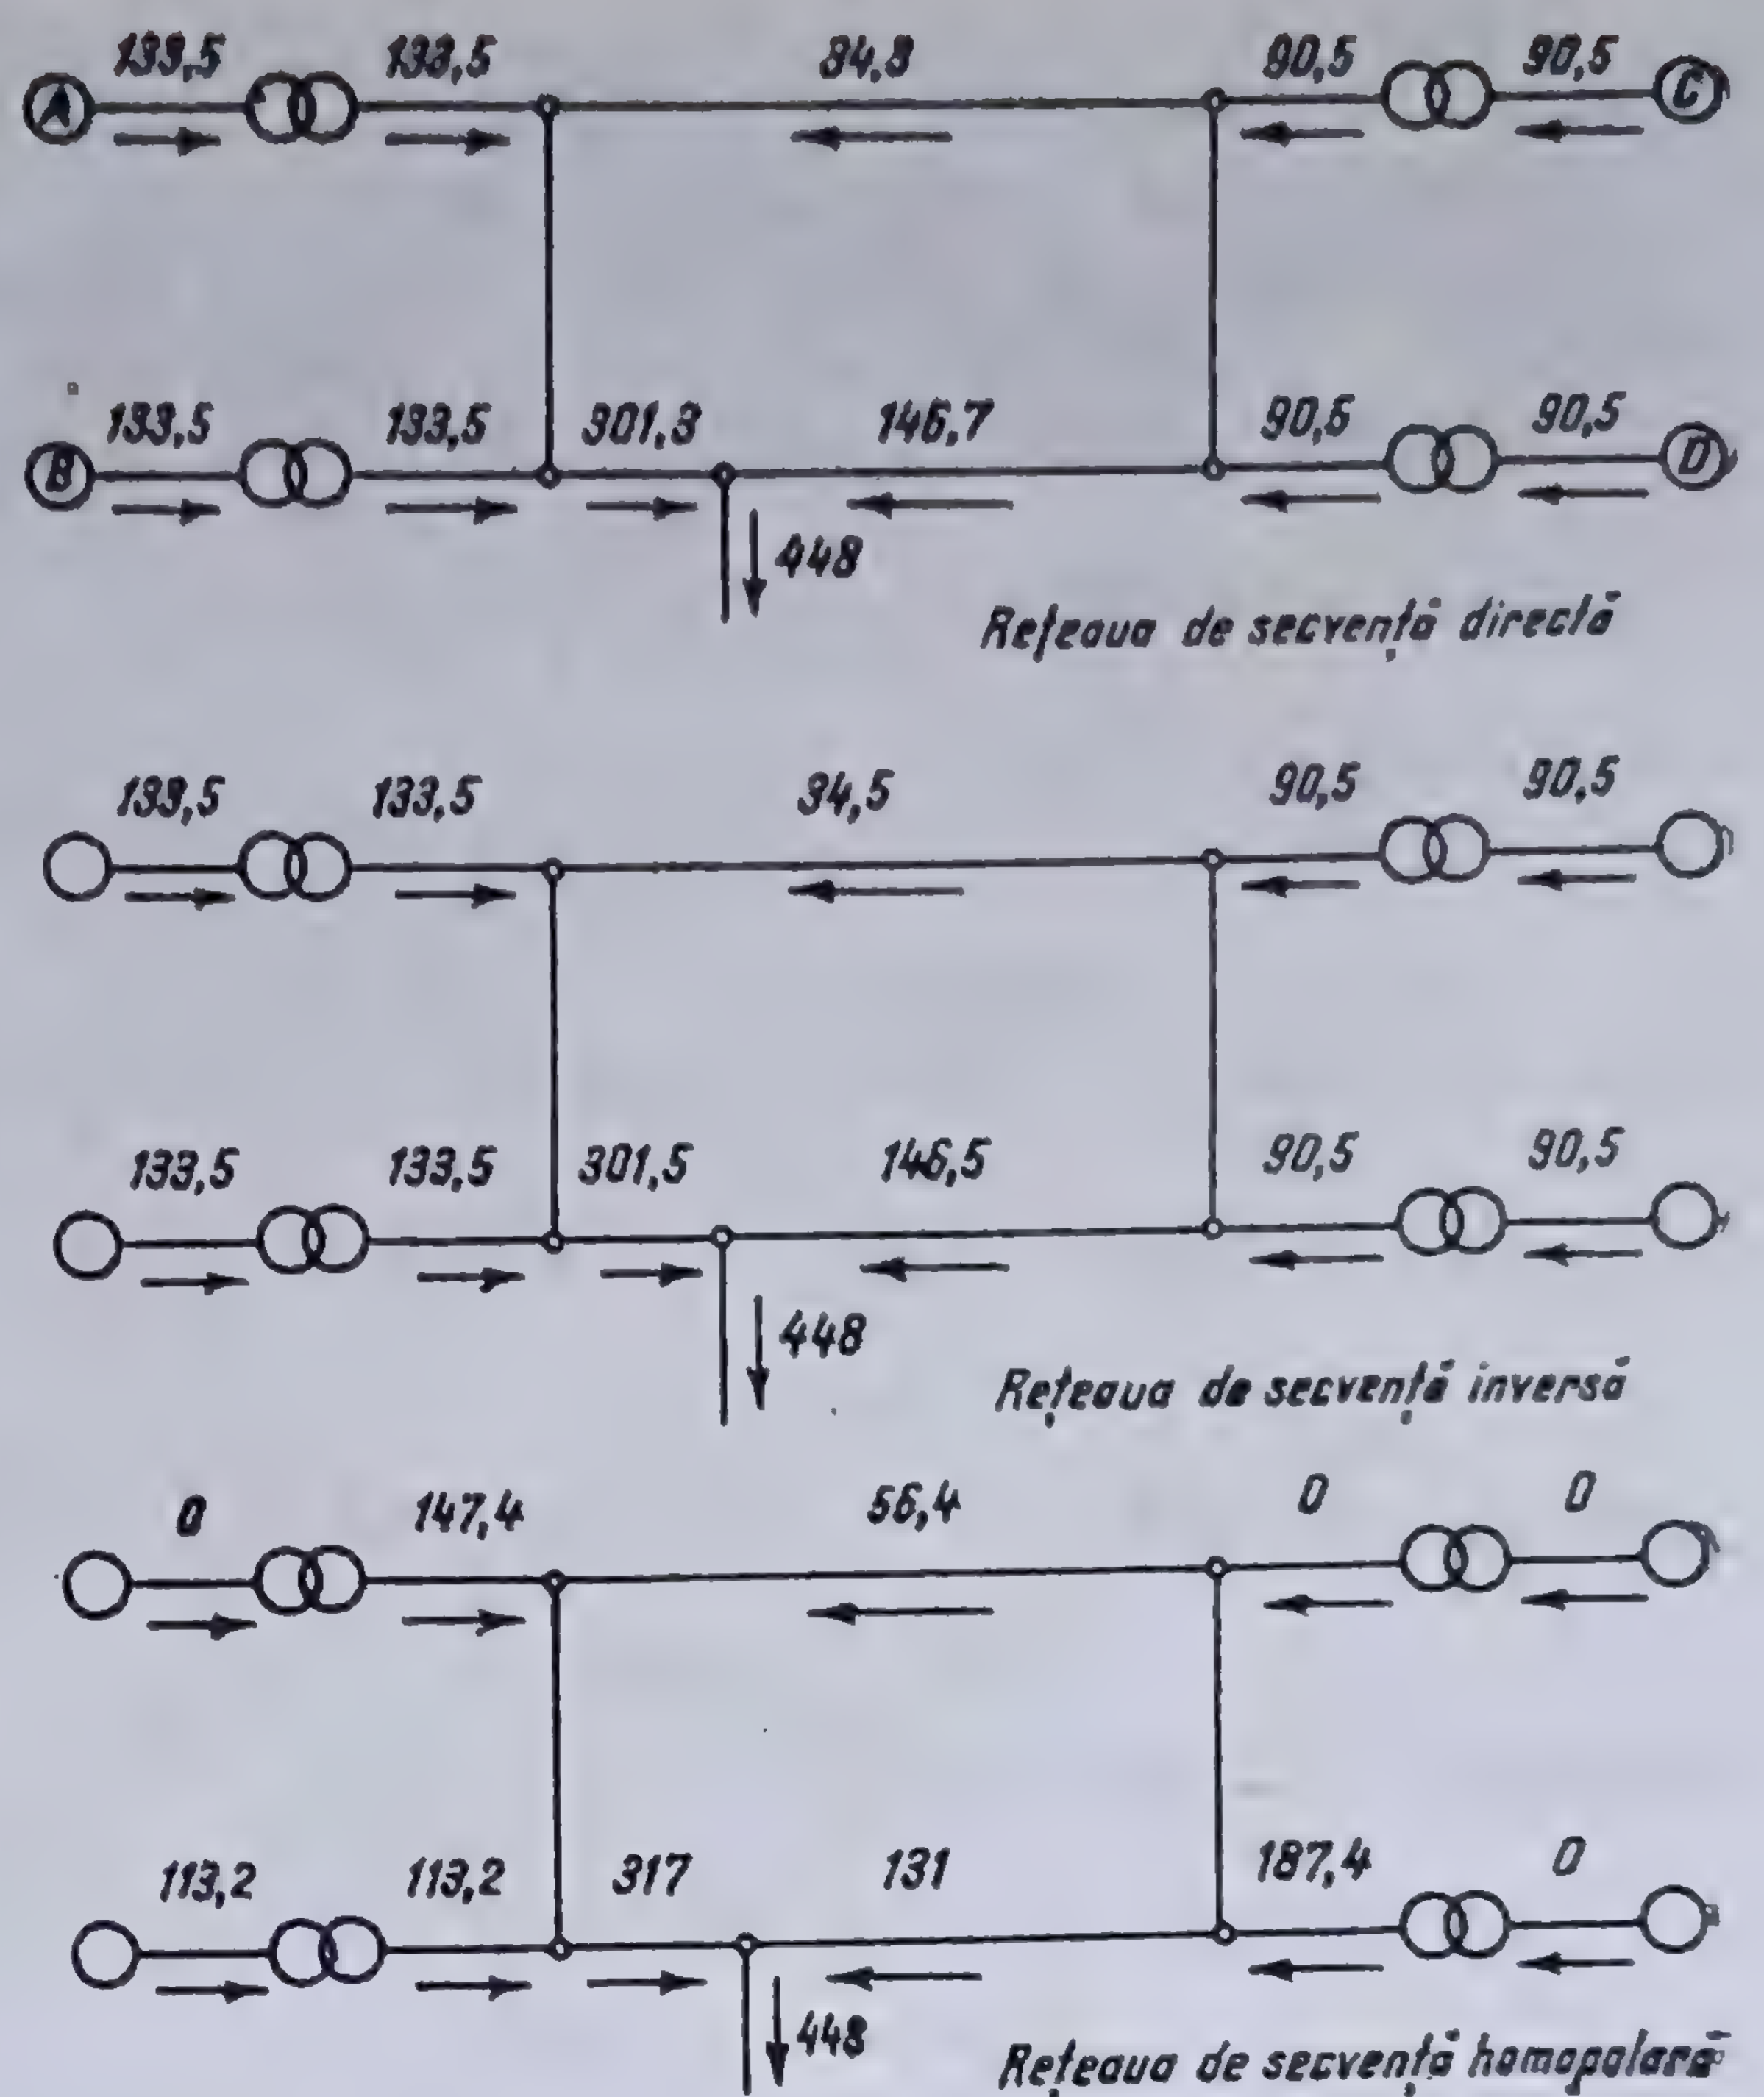 133,5 133,5 34,3 90,5 90,5
A C
133,5 133,5 301,3 146,7 90,5 90,5
B D
448
Rețeaua de secvență directă
133,5 133,5 34,5 90,5 90,5
133,5 133,5 301,5 146,5 90,5 90,5
448
Rețeaua de secvență inversă
0 147,4 56,4 0 0
113,2 113,2 317 131 187,4 0
448
Rețeaua de secvență homopolară